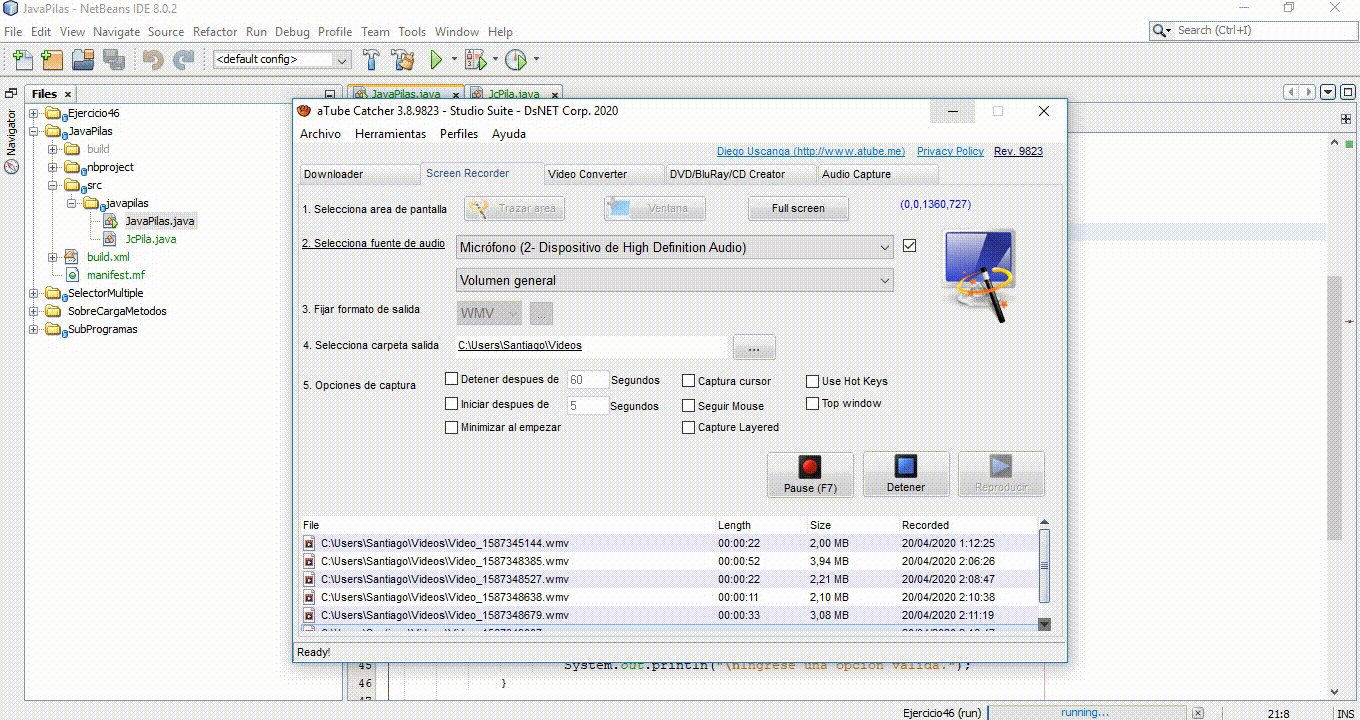 JavaPilas - NetBeans IDE 8.0.2
File Edit View Navigate Source Refactor Run Debug Profile Team Tools Window Help
Search (Ctrl+I)
<default config>
Files
JavaPilas.java
JcPila.java
Navigator
Ejercicio46
JavaPilas
build
nbproject
src
javapilas
JavaPilas.java
JcPila.java
build.xml
manifest.mf
SelectorMultiple
SobreCargaMetodos
SubProgramas
aTube Catcher 3.8.9823 - Studio Suite - DsNET Corp. 2020
Archivo Herramientas Perfiles Ayuda
Diego Uscanga (http://www.atube.me) Privacy Policy Rev. 9823
Downloader Screen Recorder Video Converter DVD/BluRay/CD Creator Audio Capture
1. Selecciona area de pantalla Trazar area Ventana Full screen (0,0,1360,727)
2. Selecciona fuente de audio Micrófono (2- Dispositivo de High Definition Audio)
Volumen general
3. Fijar formato de salida WMV ...
4. Selecciona carpeta salida C:\Users\Santiago\Videos ...
5. Opciones de captura
Detener despues de 60 Segundos Captura cursor Use Hot Keys
Iniciar despues de 5 Segundos Seguir Mouse Top window
Minimizar al empezar Capture Layered
Pause (F7) Detener Reproducir
File Length Size Recorded
C:\Users\Santiago\Videos\Video_1587345144.wmv 00:00:22 2,00 MB 20/04/2020 1:12:25
C:\Users\Santiago\Videos\Video_1587348385.wmv 00:00:52 3,94 MB 20/04/2020 2:06:26
C:\Users\Santiago\Videos\Video_1587348527.wmv 00:00:22 2,21 MB 20/04/2020 2:08:47
C:\Users\Santiago\Videos\Video_1587348638.wmv 00:00:11 2,10 MB 20/04/2020 2:10:38
C:\Users\Santiago\Videos\Video_1587348679.wmv 00:00:33 3,08 MB 20/04/2020 2:11:19
Ready!
45 System.out.println("\nIngrese una opcion valida.");
46 }
Ejercicio46 (run) running... 21:8 INS